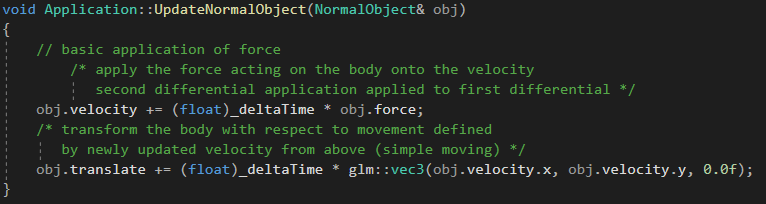 void Application::UpdateNormalObject(NormalObject& obj)
{
    // basic application of force
        /* apply the force acting on the body onto the velocity
           second differential application applied to first differential */
    obj.velocity += (float)_deltaTime * obj.force;
    /* transform the body with respect to movement defined
       by newly updated velocity from above (simple moving) */
    obj.translate += (float)_deltaTime * glm::vec3(obj.velocity.x, obj.velocity.y, 0.0f);
}